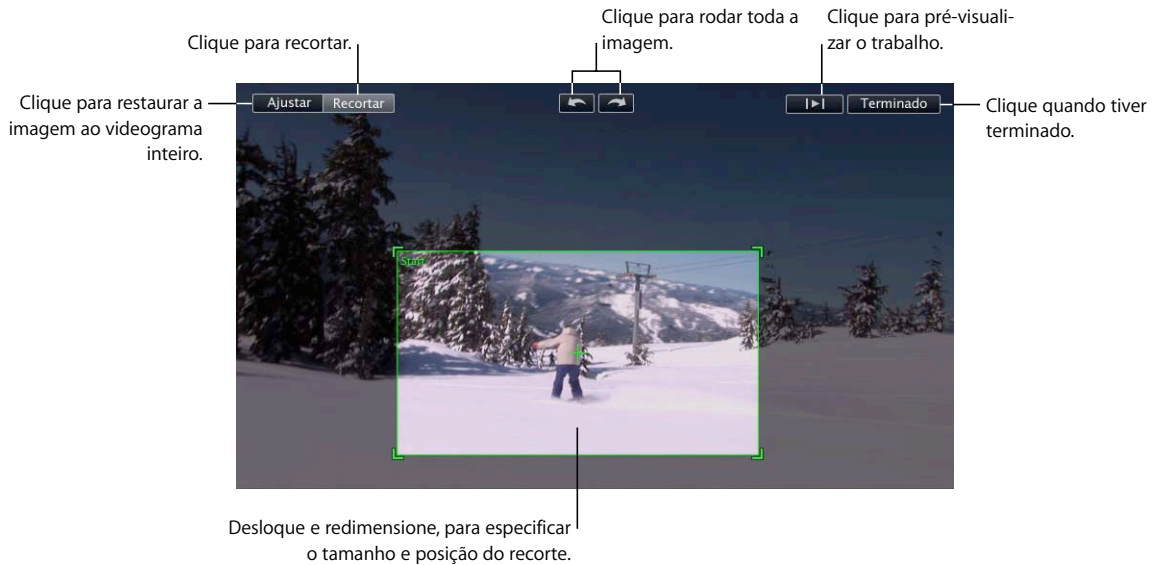 Clique para rodar toda a
imagem.
Clique para pré-visuali-
zar o trabalho.
Clique para recortar.
Clique para restaurar a
imagem ao videograma
inteiro.
Ajustar
Recortar
Terminado
Clique quando tiver
terminado.
Start
Desloque e redimensione, para especificar
o tamanho e posição do recorte.